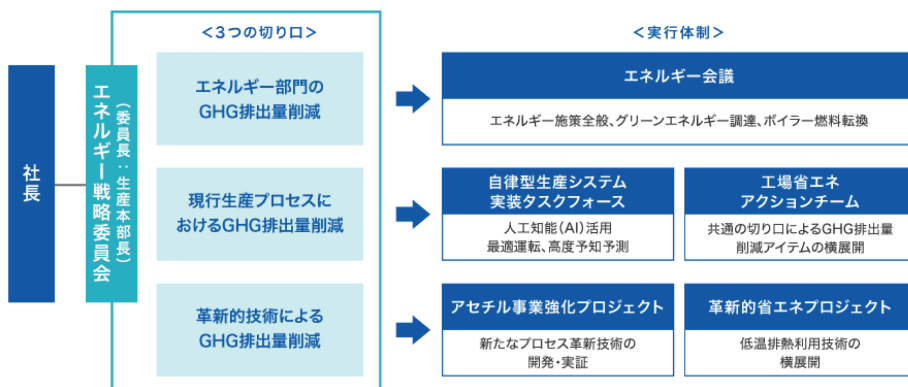 社長
エネルギー戦略委員会
(委員長:生産本部長)
<3つの切り口>
エネルギー部門の
GHG排出量削減
現行生産プロセスに
おけるGHG排出量削減
革新的技術による
GHG排出量削減
<実行体制>
エネルギー会議
エネルギー施策全般、グリーンエネルギー調達、ボイラー燃料転換
自律型生産システム
実装タスクフォース
人工知能(AI)活用
最適運転、高度予知予測
工場省エネ
アクションチーム
共通の切り口によるGHG排出量
削減アイテムの横展開
アセチル事業強化プロジェクト
新たなプロセス革新技術の
開発・実証
革新的省エネプロジェクト
低温排熱利用技術の
横展開